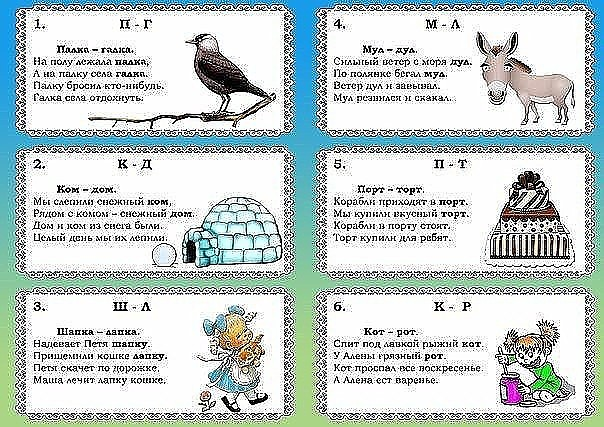 1. П - Г
Палка – галка.
На полу лежала палка,
А на палку села галка.
Палку бросил кто-нибудь.
Галка села отдохнуть.
2. К - Д
Ком – дом.
Мы слепили снежный ком,
Рядом с комом – снежный дом.
Дом и ком из снега были.
Целый день мы их лепили.
3. Ш - Л
Шапка – лапка.
Надевает Петя шапку.
Прищемили кошке лапку.
Петя скачет по дорожке.
Маша лечит лапку кошке.
4. М - Л
Мул – дул.
Сильный ветер с моря дул.
По полянке бегал мул.
Ветер дул и завывал.
Мул резвился и скакал.
5. П - Т
Порт – торт.
Корабли приходят в порт.
Мы купили вкусный торт.
Корабли в порту стоят.
Торт купили для ребят.
6. К - Р
Кот – рот.
Спит под лавкой рыжий кот.
У Алены грязный рот.
Кот проспал все воскресенье.
А Алена ест варенье.